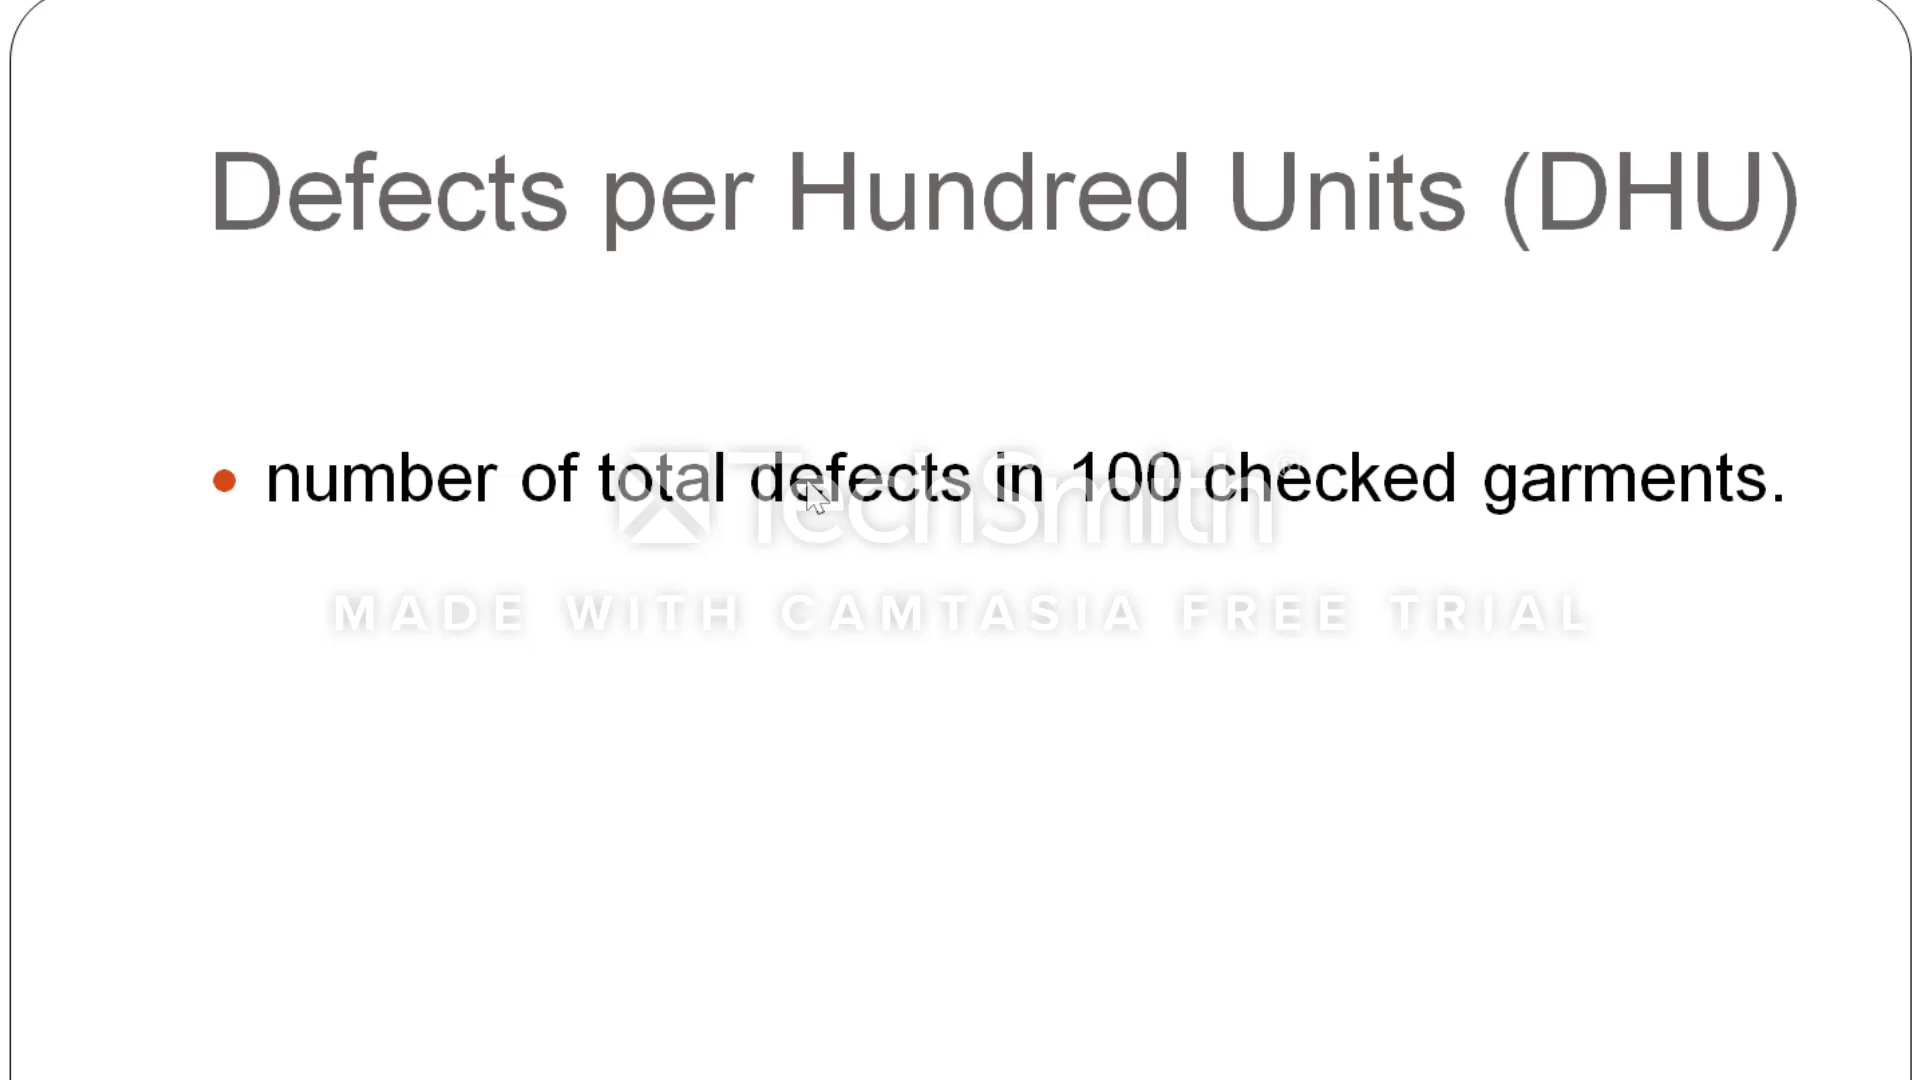 Defects per Hundred Units (DHU)
number of total defects in 100 checked garments.
TechSmith®
MADE WITH CAMTASIA FREE TRIAL